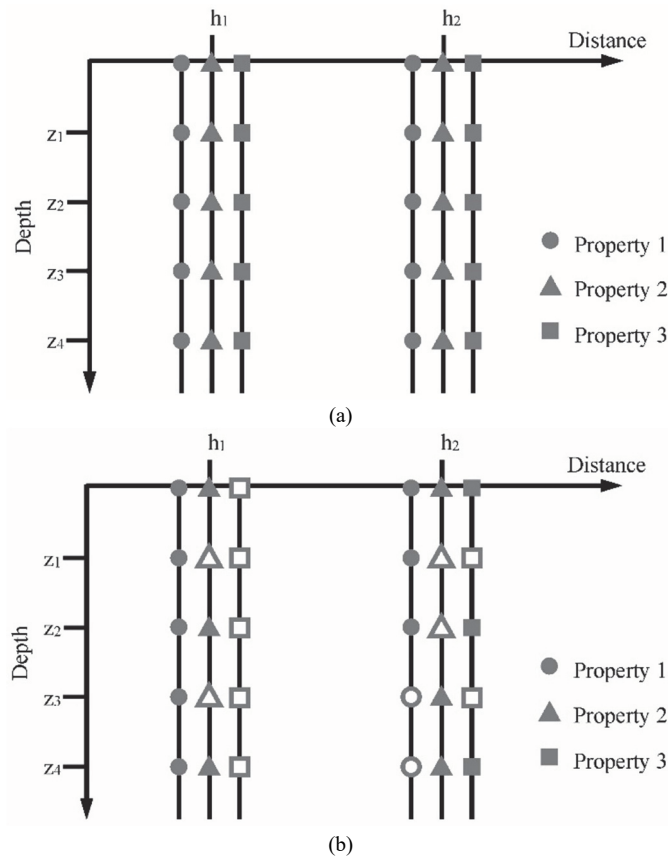 h₁ h₂
Distance
z₁
z₂
z₃
z₄
Depth
Property 1
Property 2
Property 3
(a)
h₁ h₂
Distance
z₁
z₂
z₃
z₄
Depth
Property 1
Property 2
Property 3
(b)